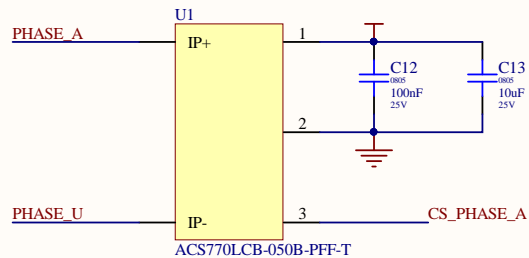 U1
PHASE_A
IP+
1
C12
0805
100nF
25V
C13
0805
10uF
25V
2
PHASE_U
IP-
3
CS_PHASE_A
ACS770LCB-050B-PFF-T